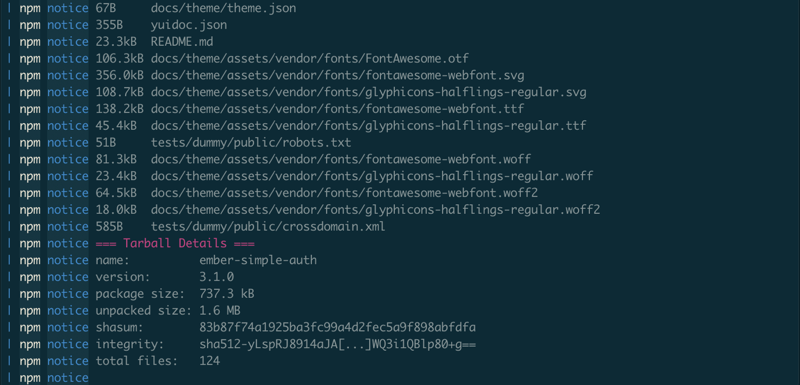 | npm notice 67B docs/theme/theme.json
| npm notice 355B yuidoc.json
| npm notice 23.3kB README.md
| npm notice 106.3kB docs/theme/assets/vendor/fonts/FontAwesome.otf
| npm notice 356.0kB docs/theme/assets/vendor/fonts/fontawesome-webfont.svg
| npm notice 108.7kB docs/theme/assets/vendor/fonts/glyphicons-halflings-regular.svg
| npm notice 138.2kB docs/theme/assets/vendor/fonts/fontawesome-webfont.ttf
| npm notice 45.4kB docs/theme/assets/vendor/fonts/glyphicons-halflings-regular.ttf
| npm notice 51B tests/dummy/public/robots.txt
| npm notice 81.3kB docs/theme/assets/vendor/fonts/fontawesome-webfont.woff
| npm notice 23.4kB docs/theme/assets/vendor/fonts/glyphicons-halflings-regular.woff
| npm notice 64.5kB docs/theme/assets/vendor/fonts/fontawesome-webfont.woff2
| npm notice 18.0kB docs/theme/assets/vendor/fonts/glyphicons-halflings-regular.woff2
| npm notice 585B tests/dummy/public/crossdomain.xml
| npm notice === Tarball Details ===
| npm notice name: ember-simple-auth
| npm notice version: 3.1.0
| npm notice package size: 737.3 kB
| npm notice unpacked size: 1.6 MB
| npm notice shasum: 83b87f74a1925ba3fc99a4d2fec5a9f898abfdfa
| npm notice integrity: sha512-yLspRJ8914aJA[...]WQ3i1QBlp80+g==
| npm notice total files: 124
| npm notice